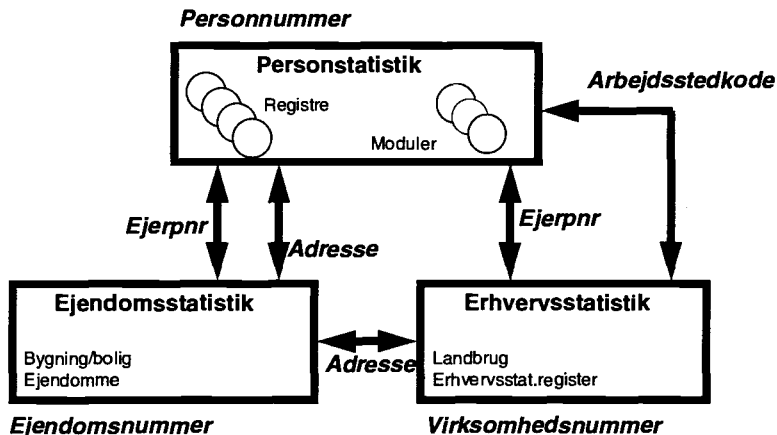 Personnummer
Personstatistik
Arbejdsstedkode
Registre
Moduler
Ejerpnr
Adresse
Ejerpnr
Ejendomsstatistik
Erhvervsstatistik
Bygning/bolig
Ejendomme
Adresse
Landbrug
Erhvervsstat.register
Ejendomsnummer
Virksomhedsnummer